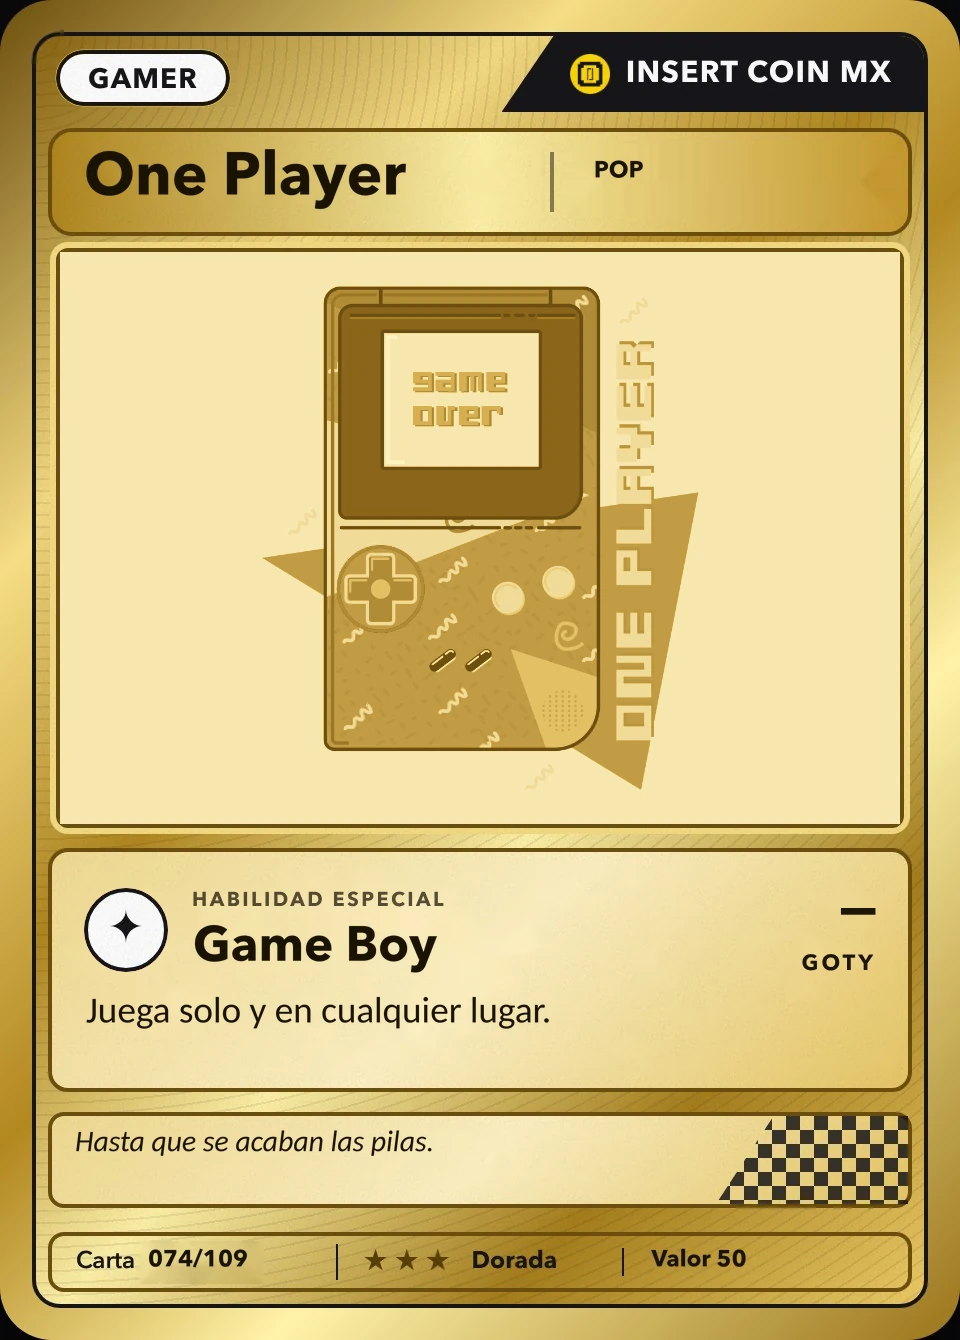 GAMER
INSERT COIN MX
One Player
POP
game
over
ONE PLAYER
HABILIDAD ESPECIAL
Game Boy
–
GOTY
Juega solo y en cualquier lugar.
Hasta que se acaban las pilas.
Carta 074/109 ★★★ Dorada Valor 50